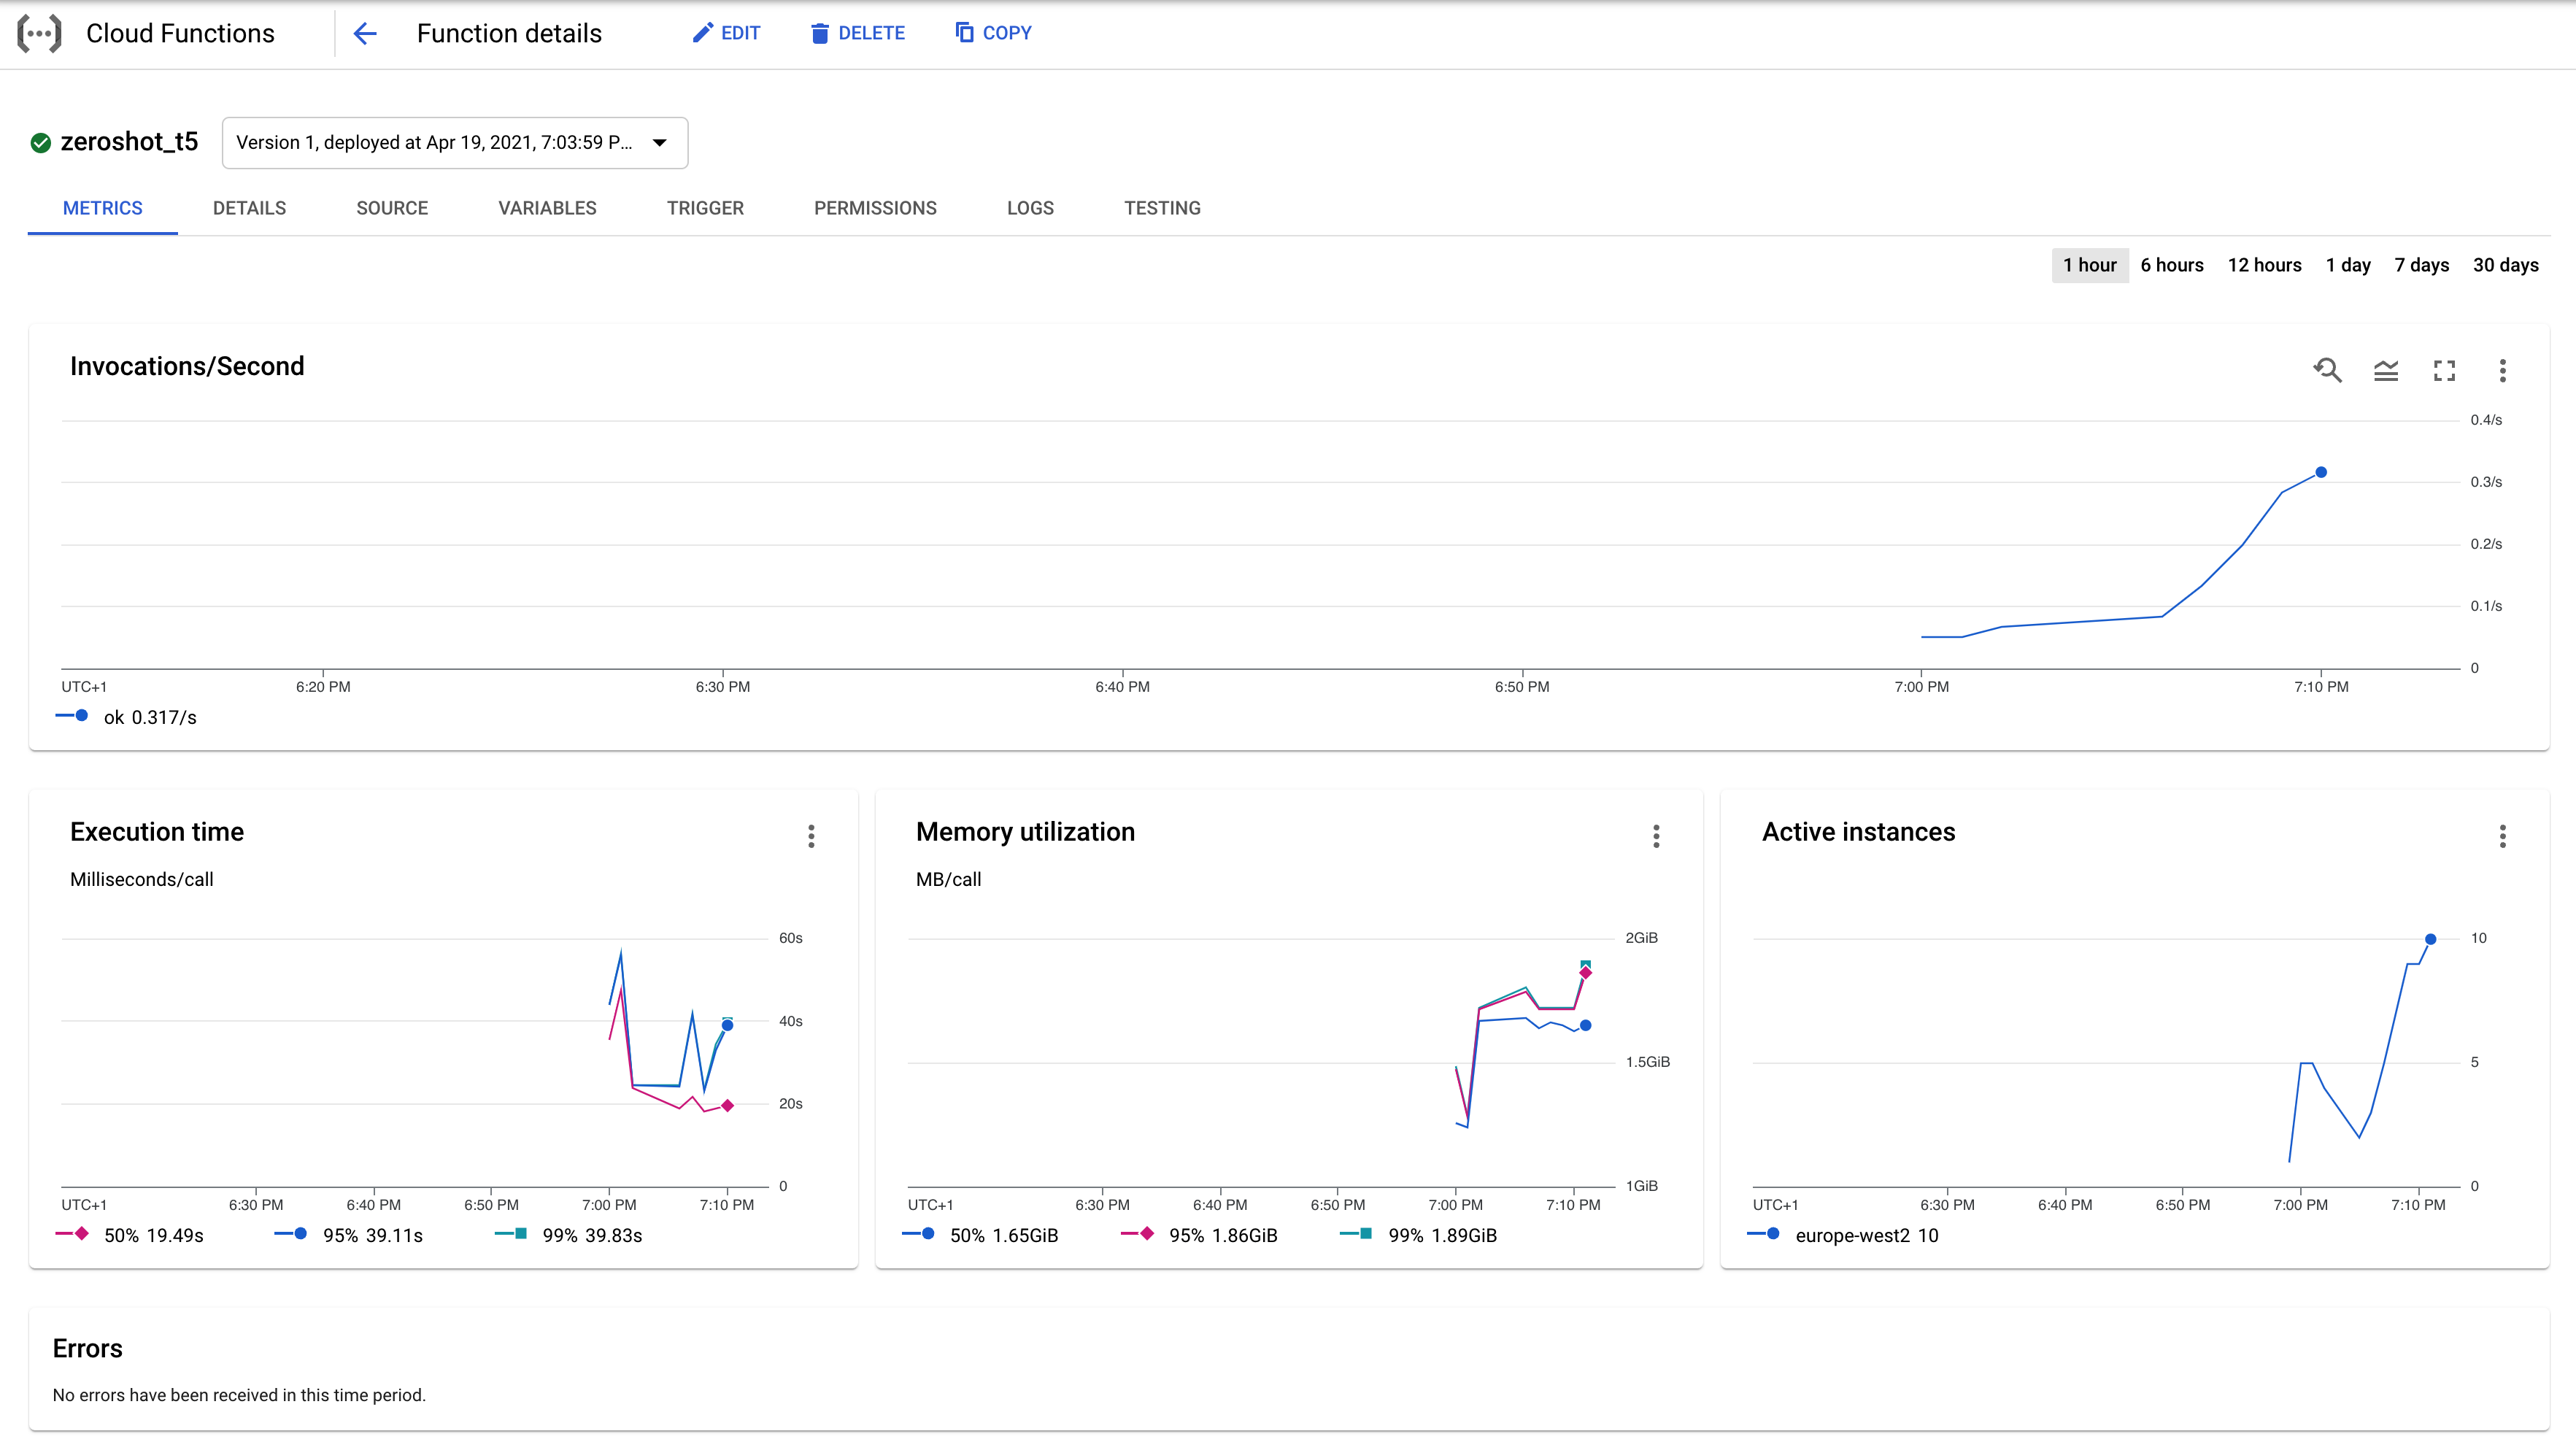 Cloud Functions
Function details
EDIT
DELETE
COPY
zeroshot_t5
Version 1, deployed at Apr 19, 2021, 7:03:59 P...
METRICS DETAILS SOURCE VARIABLES TRIGGER PERMISSIONS LOGS TESTING
1 hour 6 hours 12 hours 1 day 7 days 30 days
Invocations/Second
0.4/s
0.3/s
0.2/s
0.1/s
0
UTC+1 6:20 PM 6:30 PM 6:40 PM 6:50 PM 7:00 PM 7:10 PM
ok 0.317/s
Execution time
Milliseconds/call
60s
40s
20s
0
UTC+1 6:30 PM 6:40 PM 6:50 PM 7:00 PM 7:10 PM
50% 19.49s 95% 39.11s 99% 39.83s
Memory utilization
MB/call
2GiB
1.5GiB
1GiB
UTC+1 6:30 PM 6:40 PM 6:50 PM 7:00 PM 7:10 PM
50% 1.65GiB 95% 1.86GiB 99% 1.89GiB
Active instances
10
5
0
UTC+1 6:30 PM 6:40 PM 6:50 PM 7:00 PM 7:10 PM
europe-west2 10
Errors
No errors have been received in this time period.